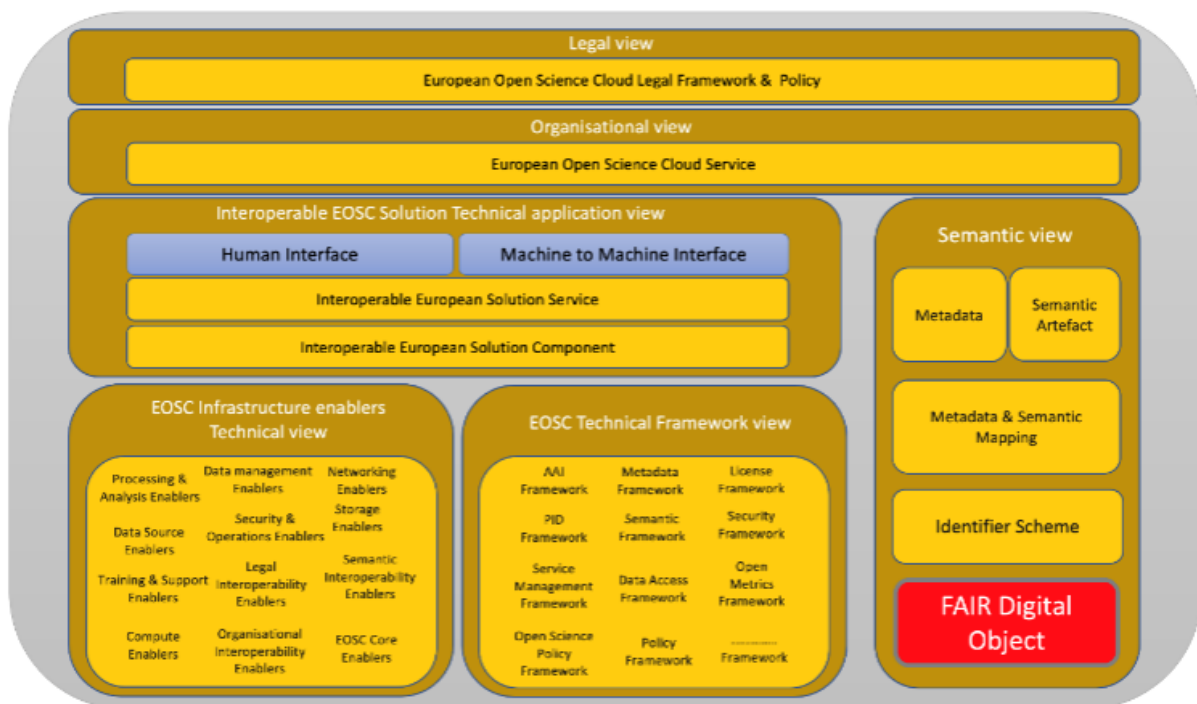 Legal view
European Open Science Cloud Legal Framework & Policy
Organisational view
European Open Science Cloud Service
Interoperable EOSC Solution Technical application view
Human Interface
Machine to Machine Interface
Interoperable European Solution Service
Interoperable European Solution Component
EOSC Infrastructure enablers
Technical view
Processing &
Analysis Enablers
Data management
Enablers
Networking
Enablers
Data Source
Enablers
Security &
Operations Enablers
Storage
Enablers
Training & Support
Enablers
Legal
Interoperability
Enablers
Semantic
Interoperability
Enablers
Compute
Enablers
Organisational
Interoperability
Enablers
EOSC Core
Enablers
EOSC Technical Framework view
AAI
Framework
Metadata
Framework
License
Framework
PID
Framework
Semantic
Framework
Security
Framework
Service
Management
Framework
Data Access
Framework
Open
Metrics
Framework
Open Science
Policy
Framework
Policy
Framework
............
Framework
Semantic view
Metadata
Semantic
Artefact
Metadata & Semantic
Mapping
Identifier Scheme
FAIR Digital
Object